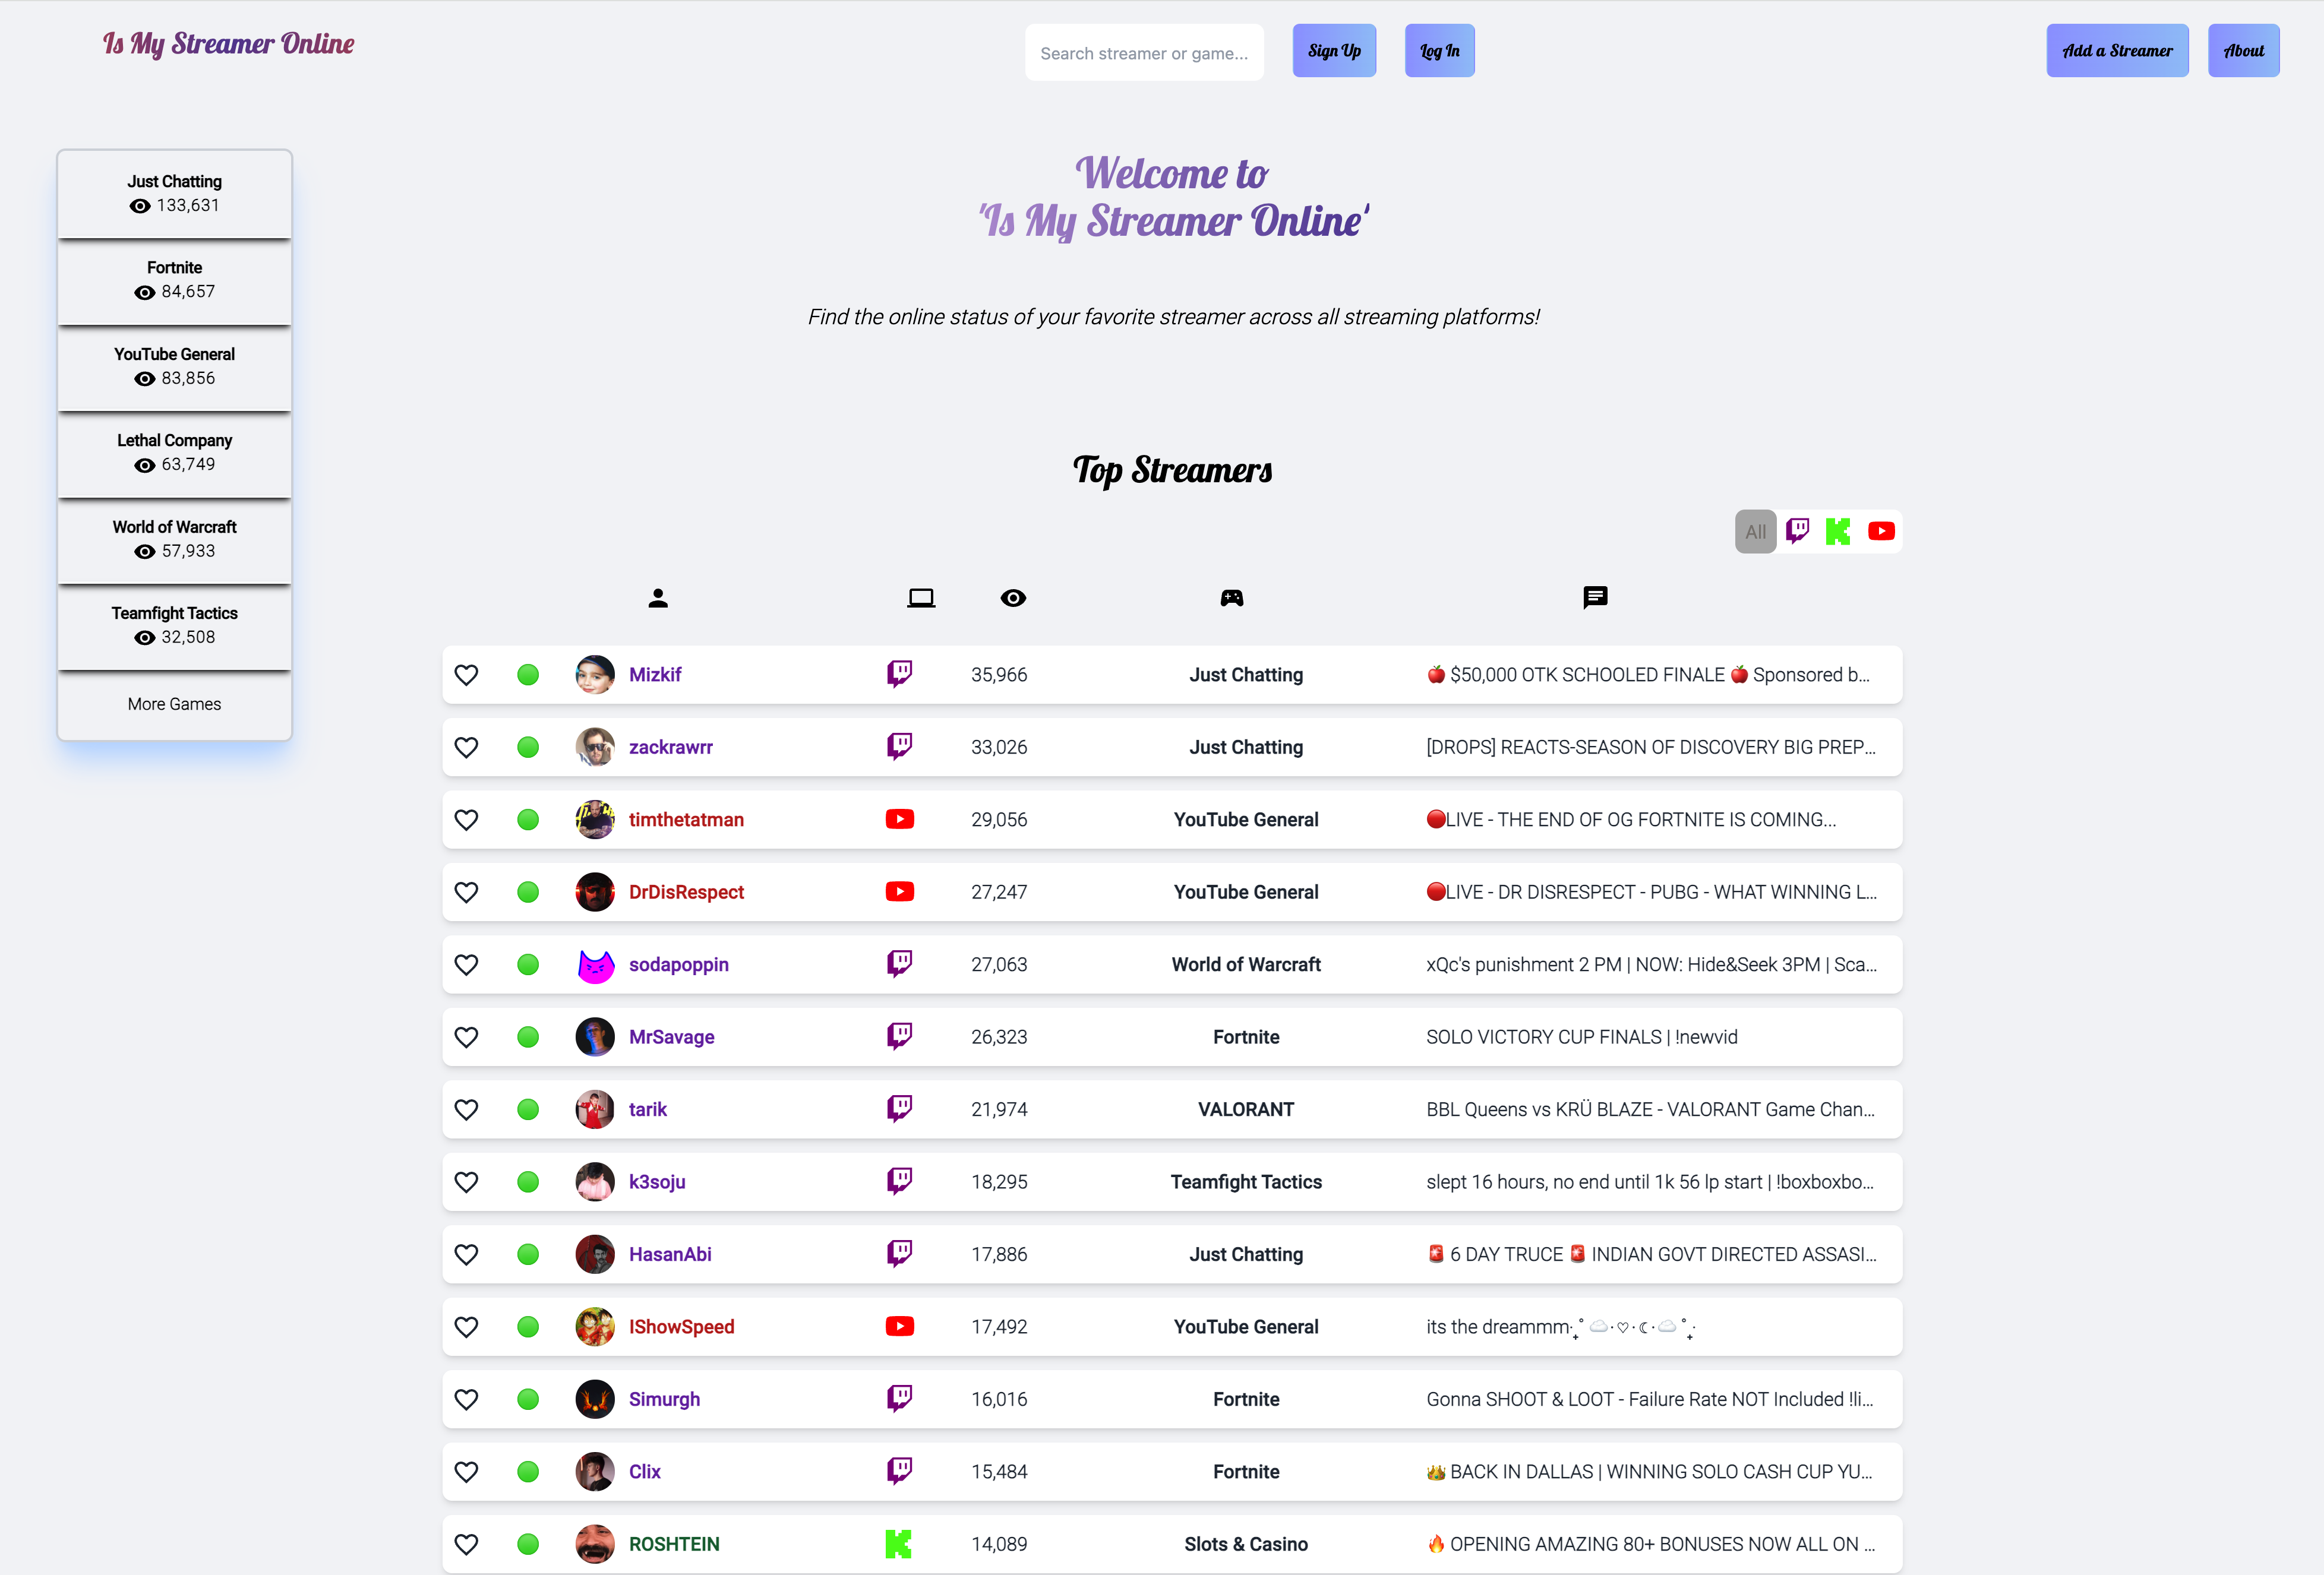 Is My Streamer Online
Search streamer or game...
Sign Up
Log In
Add a Streamer
About
Just Chatting
133,631
Fortnite
84,657
YouTube General
83,856
Lethal Company
63,749
World of Warcraft
57,933
Teamfight Tactics
32,508
More Games
Welcome to
'Is My Streamer Online'
Find the online status of your favorite streamer across all streaming platforms!
Top Streamers
All
Mizkif 35,966 Just Chatting 🍎 $50,000 OTK SCHOOLED FINALE 🍎 Sponsored b...
zackrawrr 33,026 Just Chatting [DROPS] REACTS-SEASON OF DISCOVERY BIG PREP...
timthetatman 29,056 YouTube General 🔴LIVE - THE END OF OG FORTNITE IS COMING...
DrDisRespect 27,247 YouTube General 🔴LIVE - DR DISRESPECT - PUBG - WHAT WINNING L...
sodapoppin 27,063 World of Warcraft xQc's punishment 2 PM | NOW: Hide&Seek 3PM | Sca...
MrSavage 26,323 Fortnite SOLO VICTORY CUP FINALS | !newvid
tarik 21,974 VALORANT BBL Queens vs KRÜ BLAZE - VALORANT Game Chan...
k3soju 18,295 Teamfight Tactics slept 16 hours, no end until 1k 56 lp start | !boxboxbo...
HasanAbi 17,886 Just Chatting 🚨 6 DAY TRUCE 🚨 INDIAN GOVT DIRECTED ASSASI...
IShowSpeed 17,492 YouTube General its the dreammm‧₊˚ ☁️⋅♡⋅☾⋅☁️ ˚₊‧
Simurgh 16,016 Fortnite Gonna SHOOT & LOOT - Failure Rate NOT Included !li...
Clix 15,484 Fortnite 👑 BACK IN DALLAS | WINNING SOLO CASH CUP YU...
ROSHTEIN 14,089 Slots & Casino 🔥 OPENING AMAZING 80+ BONUSES NOW ALL ON ...